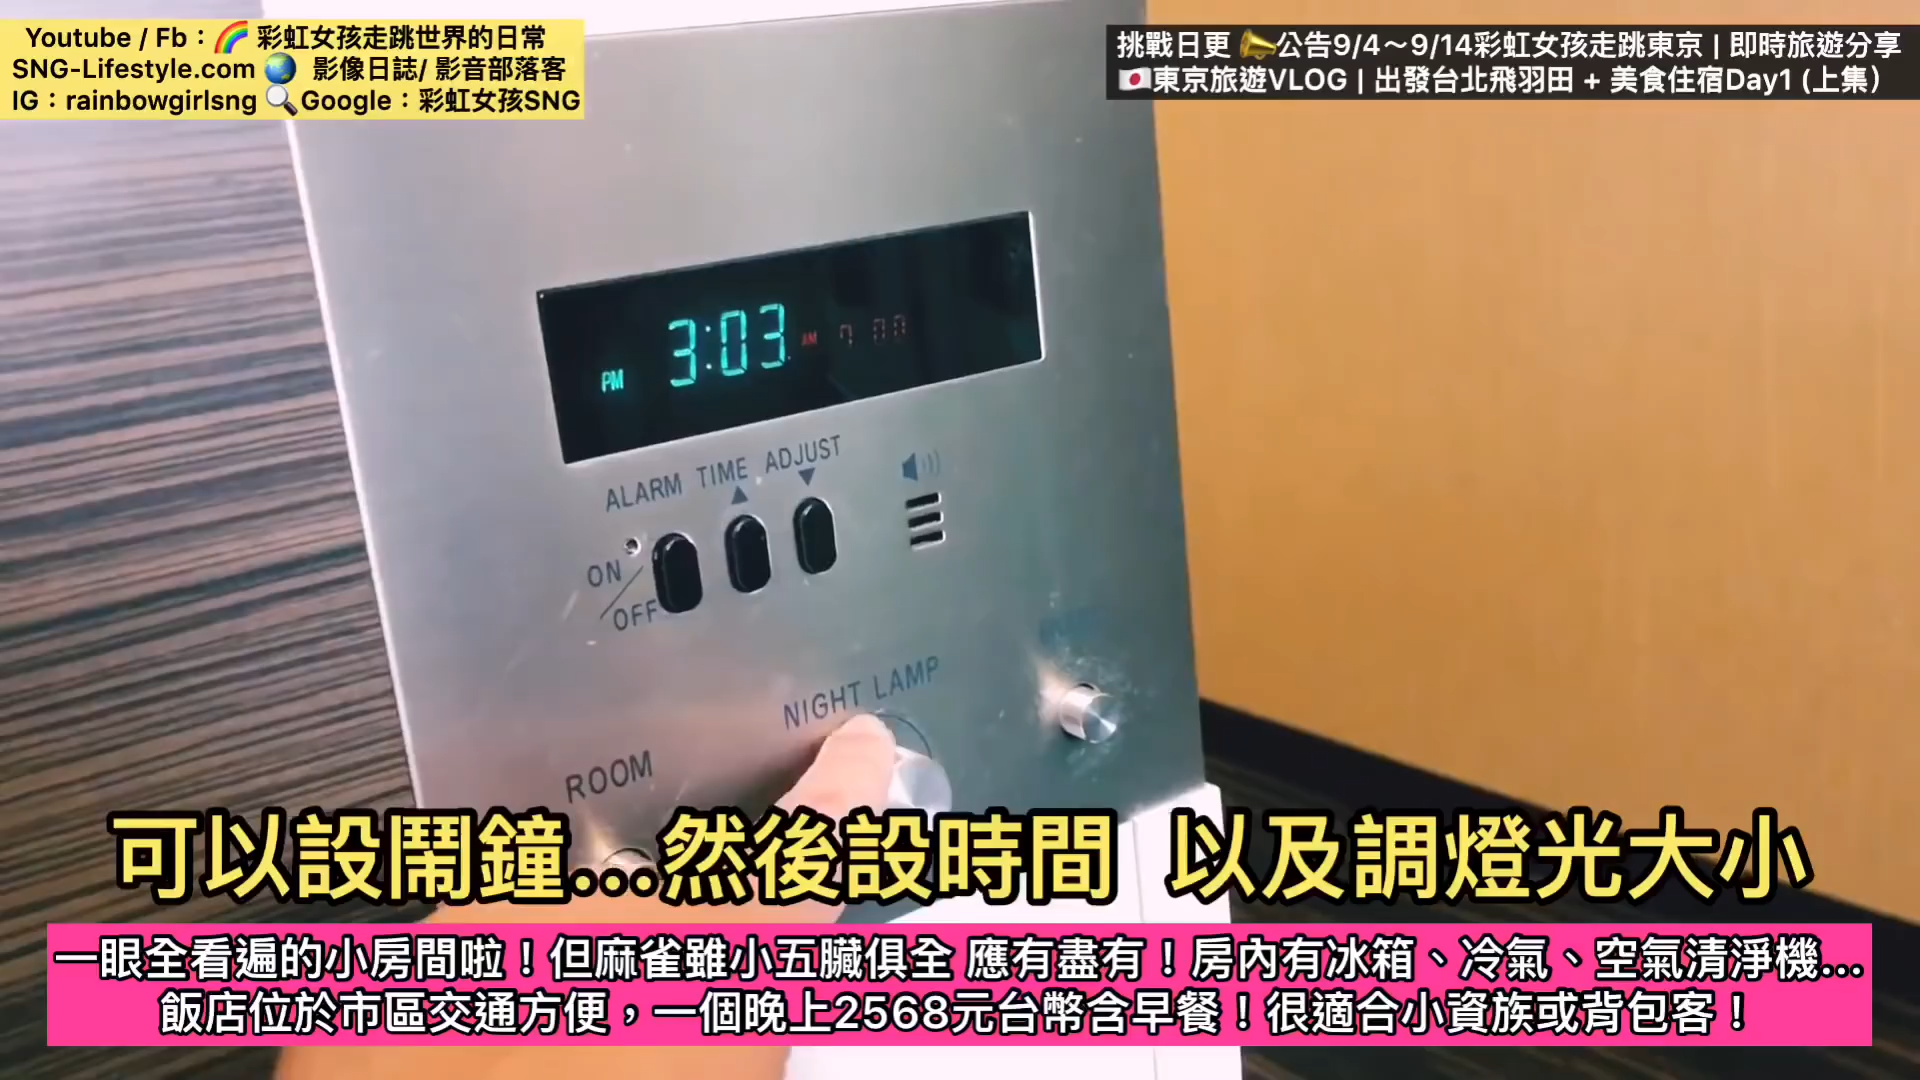 Youtube / Fb：🌈 彩虹女孩走跳世界的日常
SNG-Lifestyle.com 🌏 影像日誌/ 影音部落客
IG：rainbowgirlsng 🔍Google：彩虹女孩SNG
挑戰日更 📣公告9/4～9/14彩虹女孩走跳東京 | 即時旅遊分享
🇯🇵東京旅遊VLOG | 出發台北飛羽田 + 美食住宿Day1 (上集）
PM 3:03 AM 7 00
ALARM TIME ADJUST
ON
OFF
NIGHT LAMP
ROOM
可以設鬧鐘...然後設時間 以及調燈光大小
一眼全看遍的小房間啦！但麻雀雖小五臟俱全 應有盡有！房內有冰箱、冷氣、空氣清淨機...
飯店位於市區交通方便，一個晚上2568元台幣含早餐！很適合小資族或背包客！